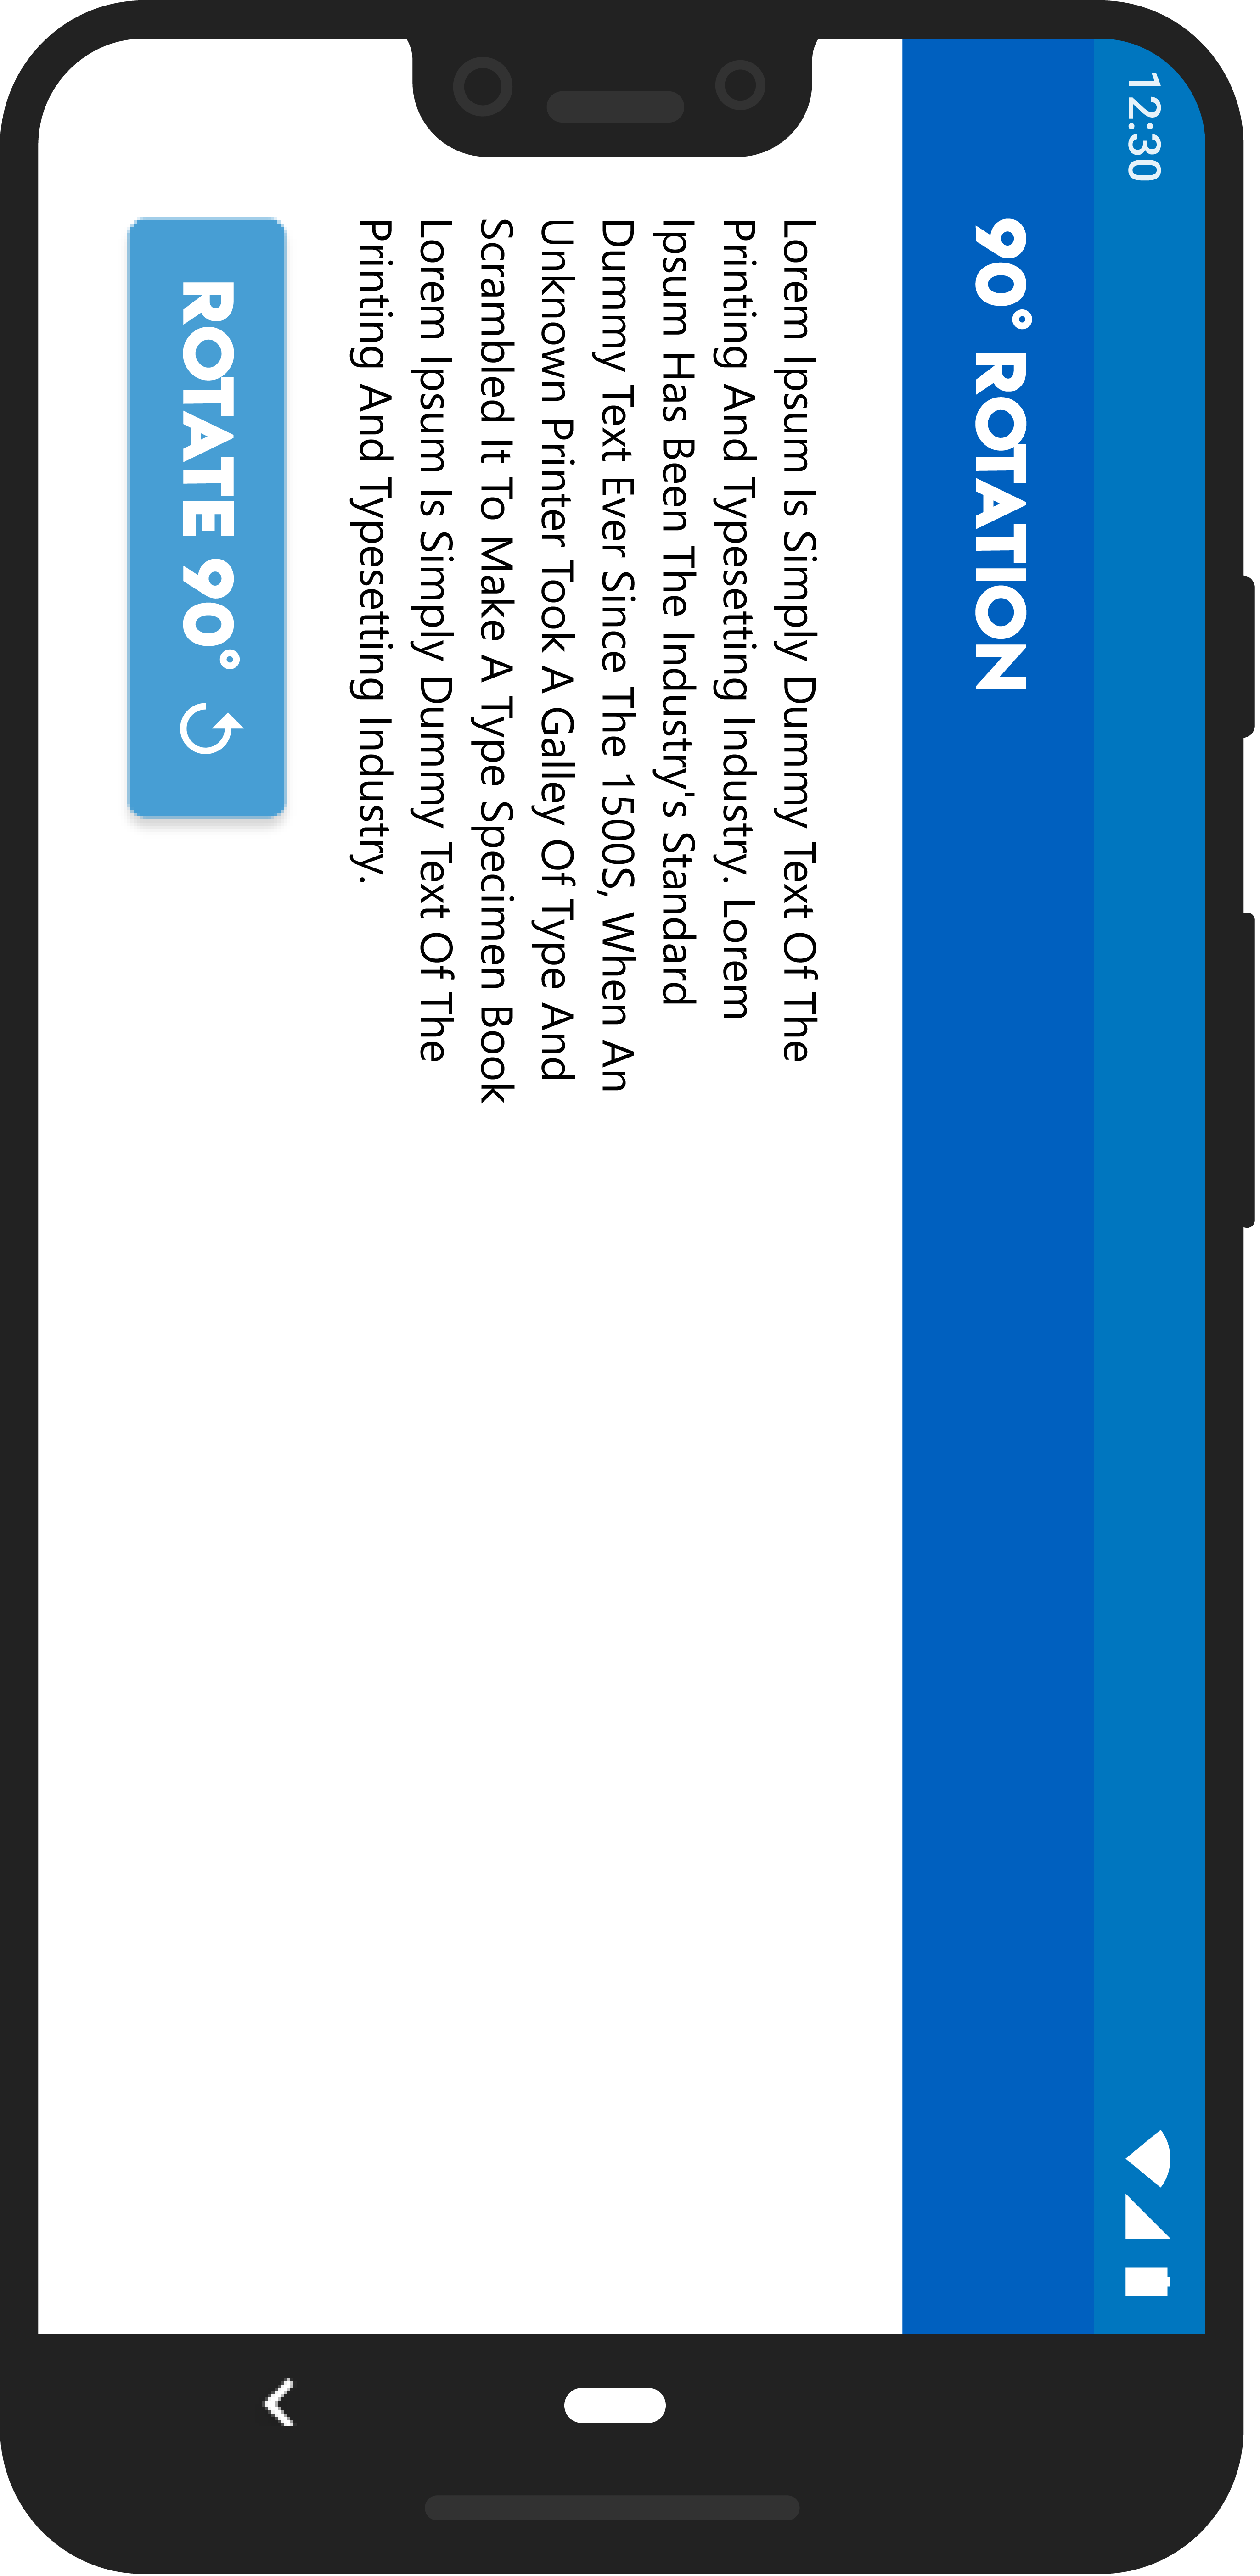 12:30
90° ROTATION
Lorem Ipsum Is Simply Dummy Text Of The
Printing And Typesetting Industry. Lorem
Ipsum Has Been The Industry's Standard
Dummy Text Ever Since The 1500S, When An
Unknown Printer Took A Galley Of Type And
Scrambled It To Make A Type Specimen Book
Lorem Ipsum Is Simply Dummy Text Of The
Printing And Typesetting Industry.
ROTATE 90°